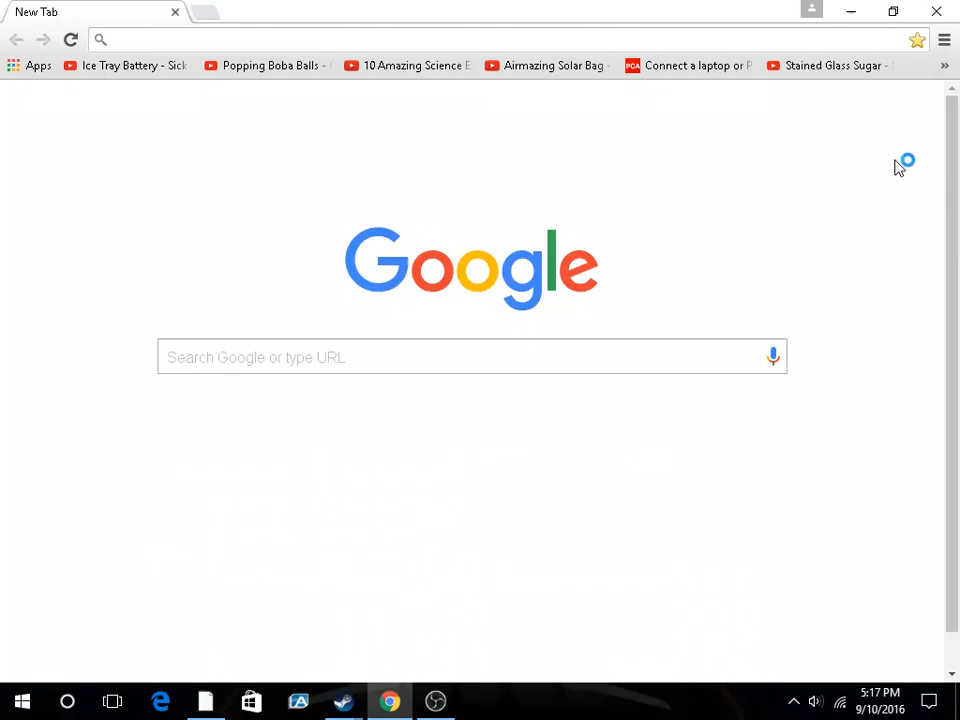 New Tab
Apps
Ice Tray Battery - Sick
Popping Boba Balls -
10 Amazing Science E
Airmazing Solar Bag -
PCA
Connect a laptop or P
Stained Glass Sugar -
Google
Search Google or type URL
5:17 PM
9/10/2016